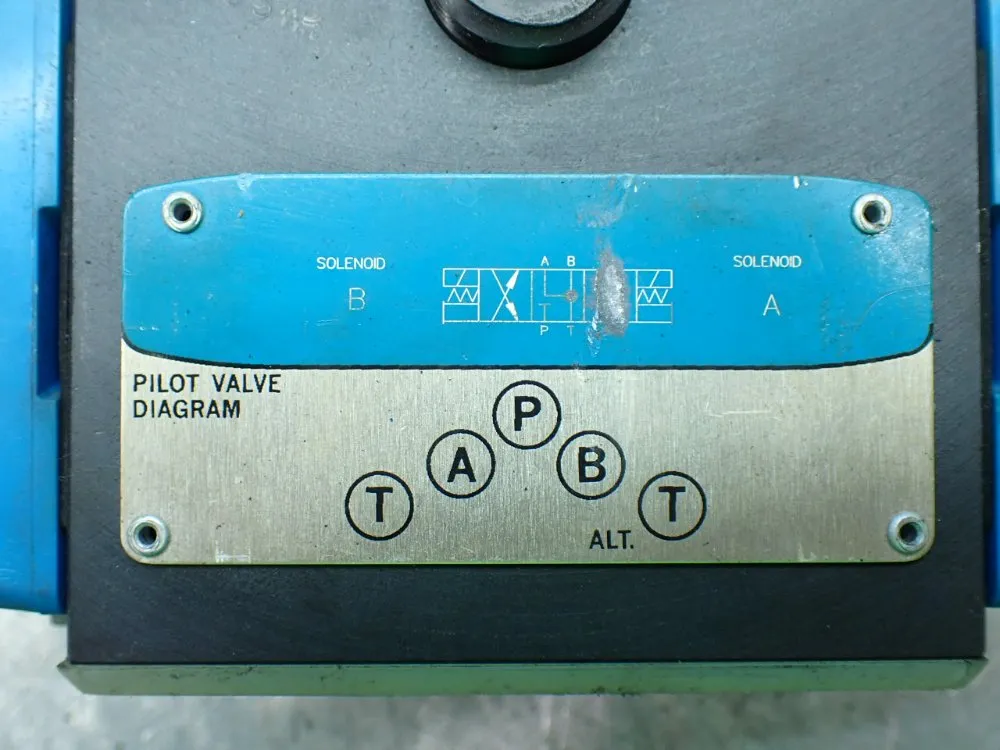 SOLENOID
B
A B
P T
SOLENOID
A
PILOT VALVE
DIAGRAM
P
A B
T T
ALT.